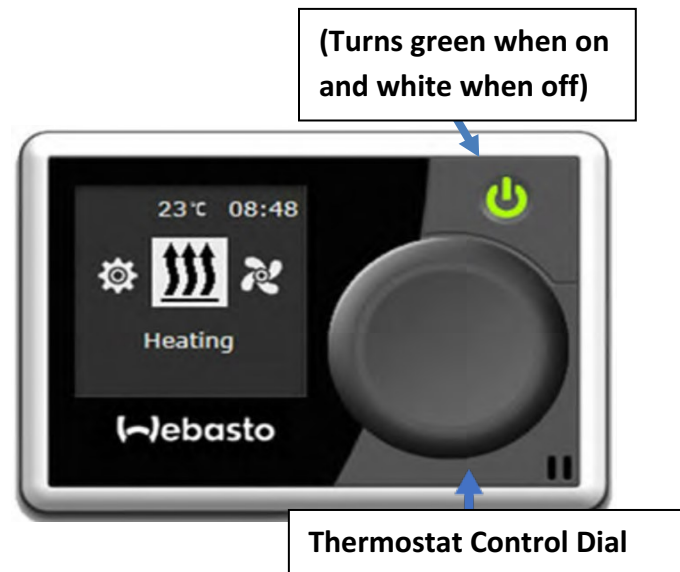 (Turns green when on
and white when off)
23℃ 08:48
Heating
Webasto
Thermostat Control Dial